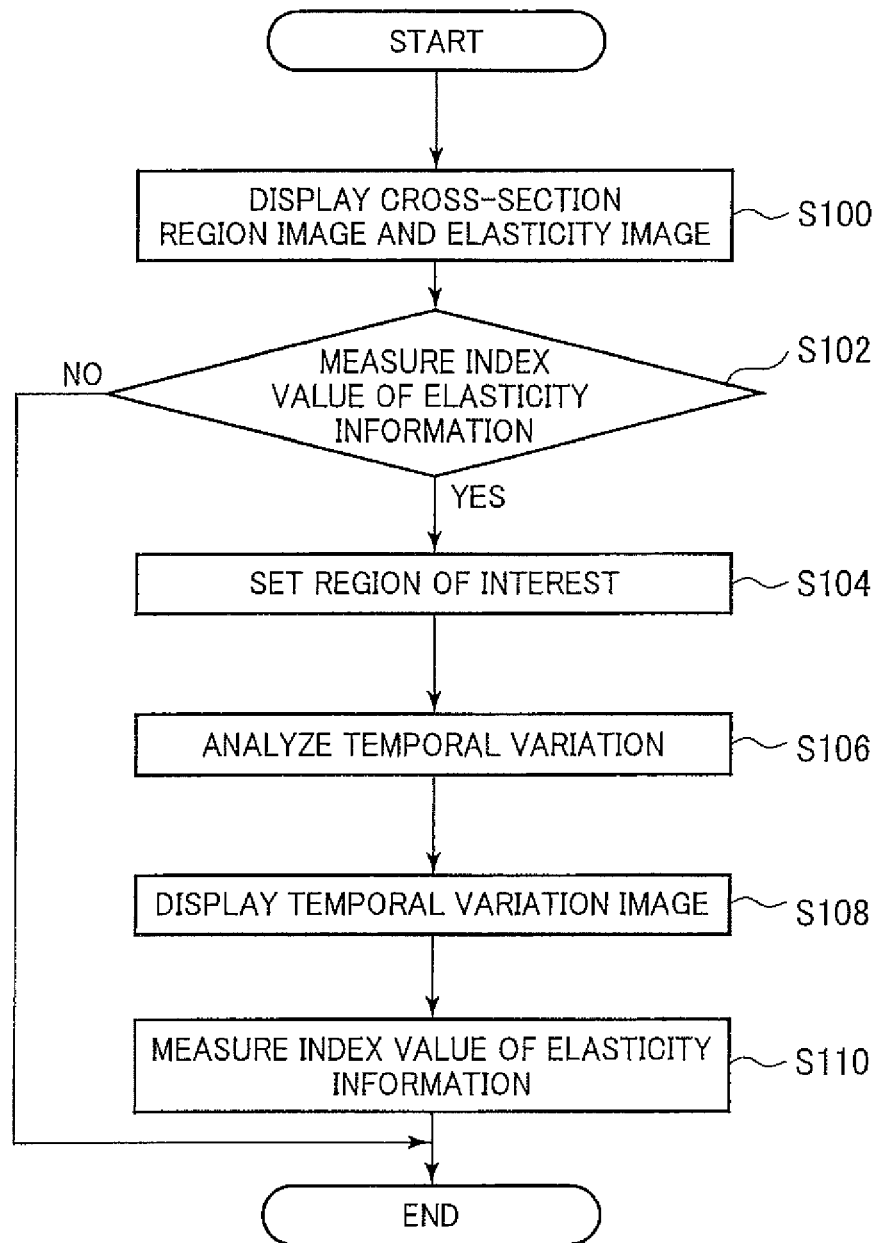 START
DISPLAY CROSS-SECTION
REGION IMAGE AND ELASTICITY IMAGE
S100
MEASURE INDEX
VALUE OF ELASTICITY
INFORMATION
S102
NO
YES
SET REGION OF INTEREST
S104
ANALYZE TEMPORAL VARIATION
S106
DISPLAY TEMPORAL VARIATION IMAGE
S108
MEASURE INDEX VALUE OF ELASTICITY
INFORMATION
S110
END